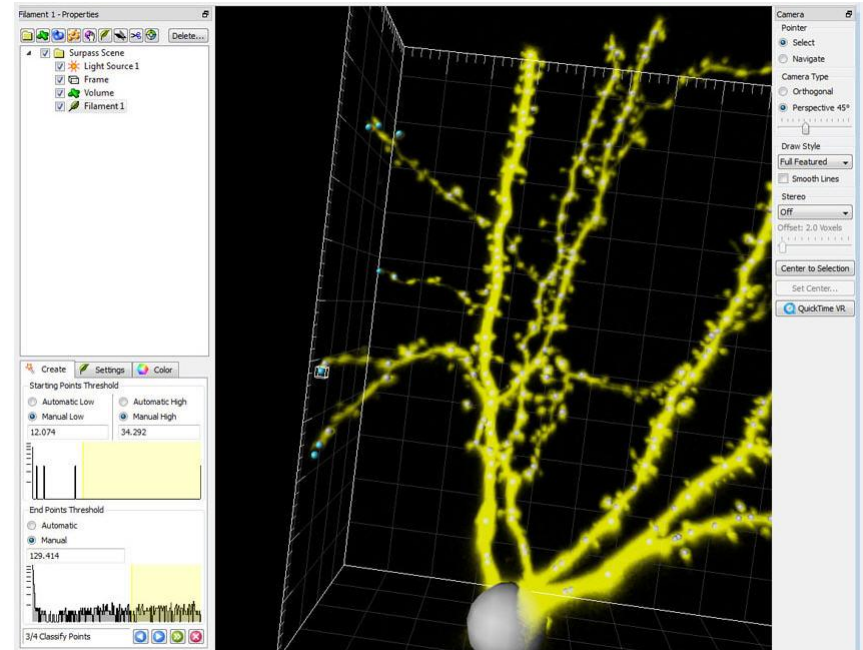 Filament 1 - Properties
Delete...
Surpass Scene
Light Source 1
Frame
Volume
Filament 1
Create
Settings
Color
Starting Points Threshold
Automatic Low
Automatic High
Manual Low
Manual High
12.074
34.292
End Points Threshold
Automatic
Manual
129.414
3/4 Classify Points
Camera
Pointer
Select
Navigate
Camera Type
Orthogonal
Perspective 45°
Draw Style
Full Featured
Smooth Lines
Stereo
Off
Offset: 2.0 Voxels
Center to Selection
Set Center...
QuickTime VR